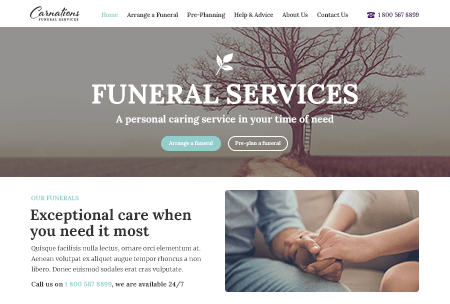 Carnations
FUNERAL SERVICES
Home Arrange a Funeral Pre-Planning Help & Advice About Us Contact Us 1 800 567 8899
FUNERAL SERVICES
A personal caring service in your time of need
Arrange a funeral Pre-plan a funeral
OUR FUNERALS
Exceptional care when
you need it most
Quisque facilisis nulla lectus, ornare orci elementum at.
Aenean volutpat ex aliquet augue tempor rhoncus a non
libero. Donec euismod sodales erat cras vulputate.
Call us on 1 800 567 8899, we are available 24/7